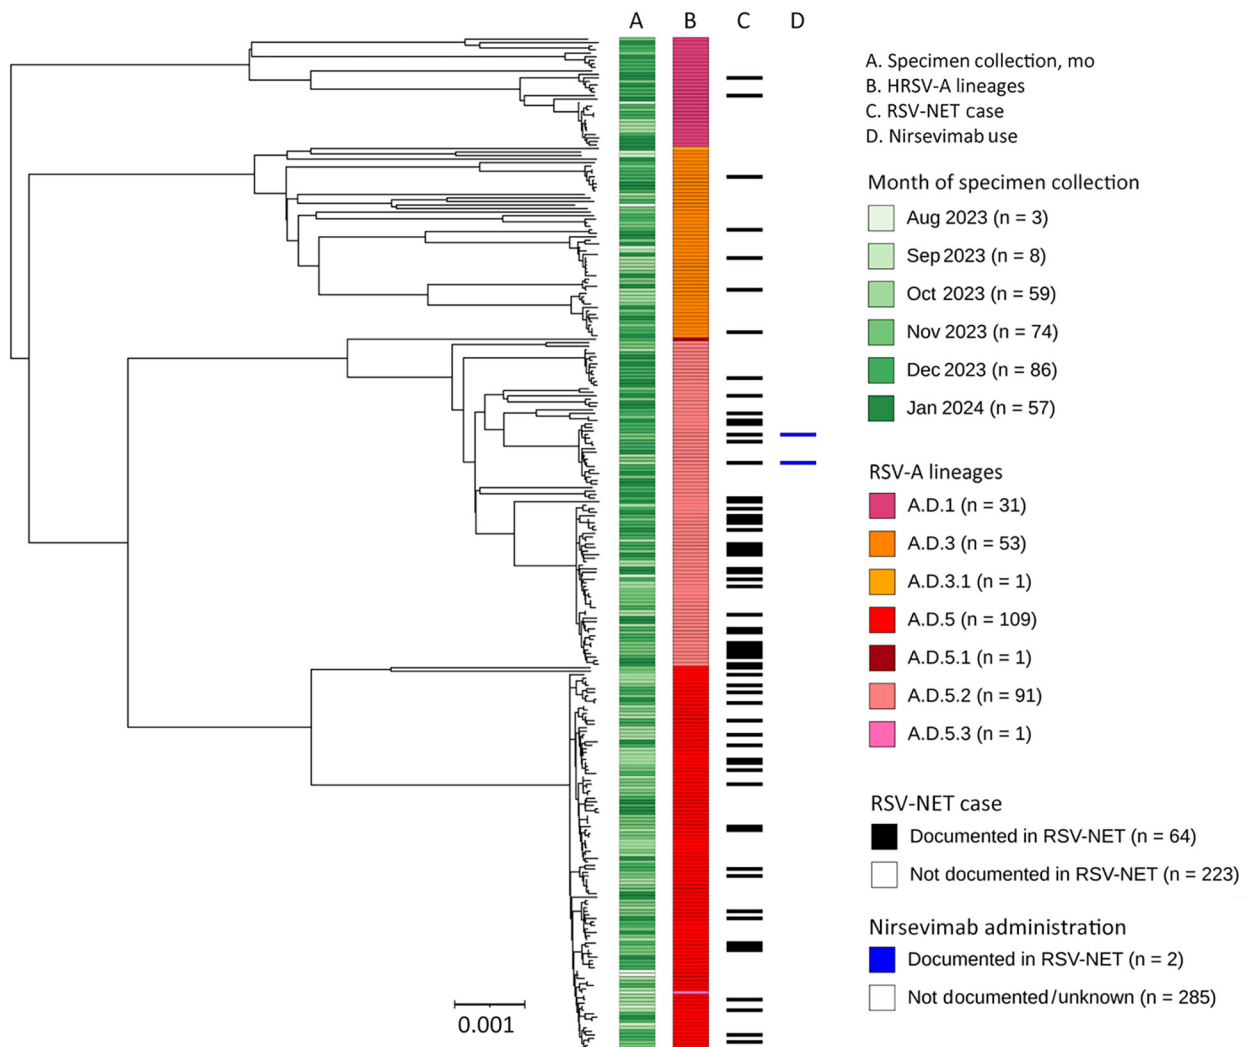 A B C D
A. Specimen collection, mo
B. HRSV-A lineages
C. RSV-NET case
D. Nirsevimab use
Month of specimen collection
Aug 2023 (n = 3)
Sep 2023 (n = 8)
Oct 2023 (n = 59)
Nov 2023 (n = 74)
Dec 2023 (n = 86)
Jan 2024 (n = 57)
RSV-A lineages
A.D.1 (n = 31)
A.D.3 (n = 53)
A.D.3.1 (n = 1)
A.D.5 (n = 109)
A.D.5.1 (n = 1)
A.D.5.2 (n = 91)
A.D.5.3 (n = 1)
RSV-NET case
Documented in RSV-NET (n = 64)
Not documented in RSV-NET (n = 223)
Nirsevimab administration
Documented in RSV-NET (n = 2)
Not documented/unknown (n = 285)
0.001